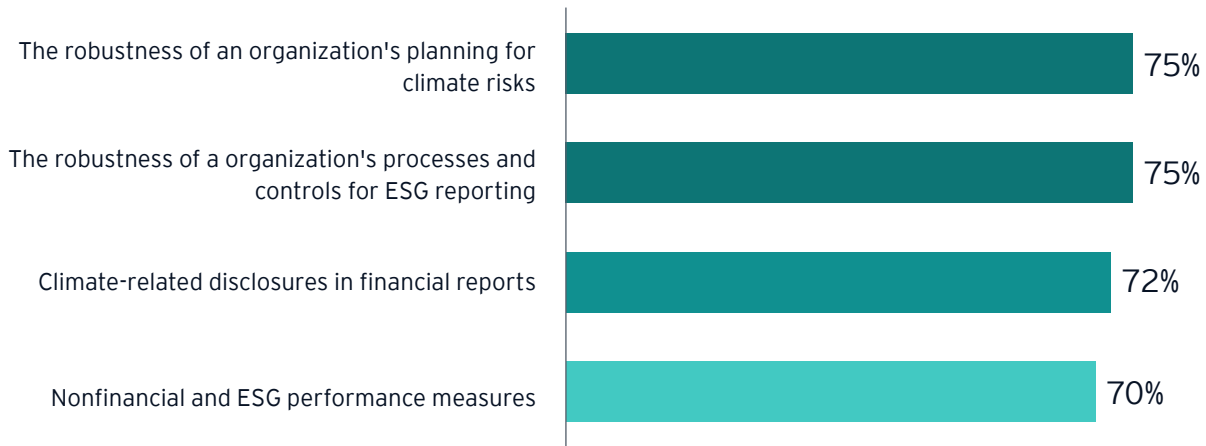 The robustness of an organization's planning for
climate risks
75%
The robustness of a organization's processes and
controls for ESG reporting
75%
Climate-related disclosures in financial reports
72%
Nonfinancial and ESG performance measures
70%